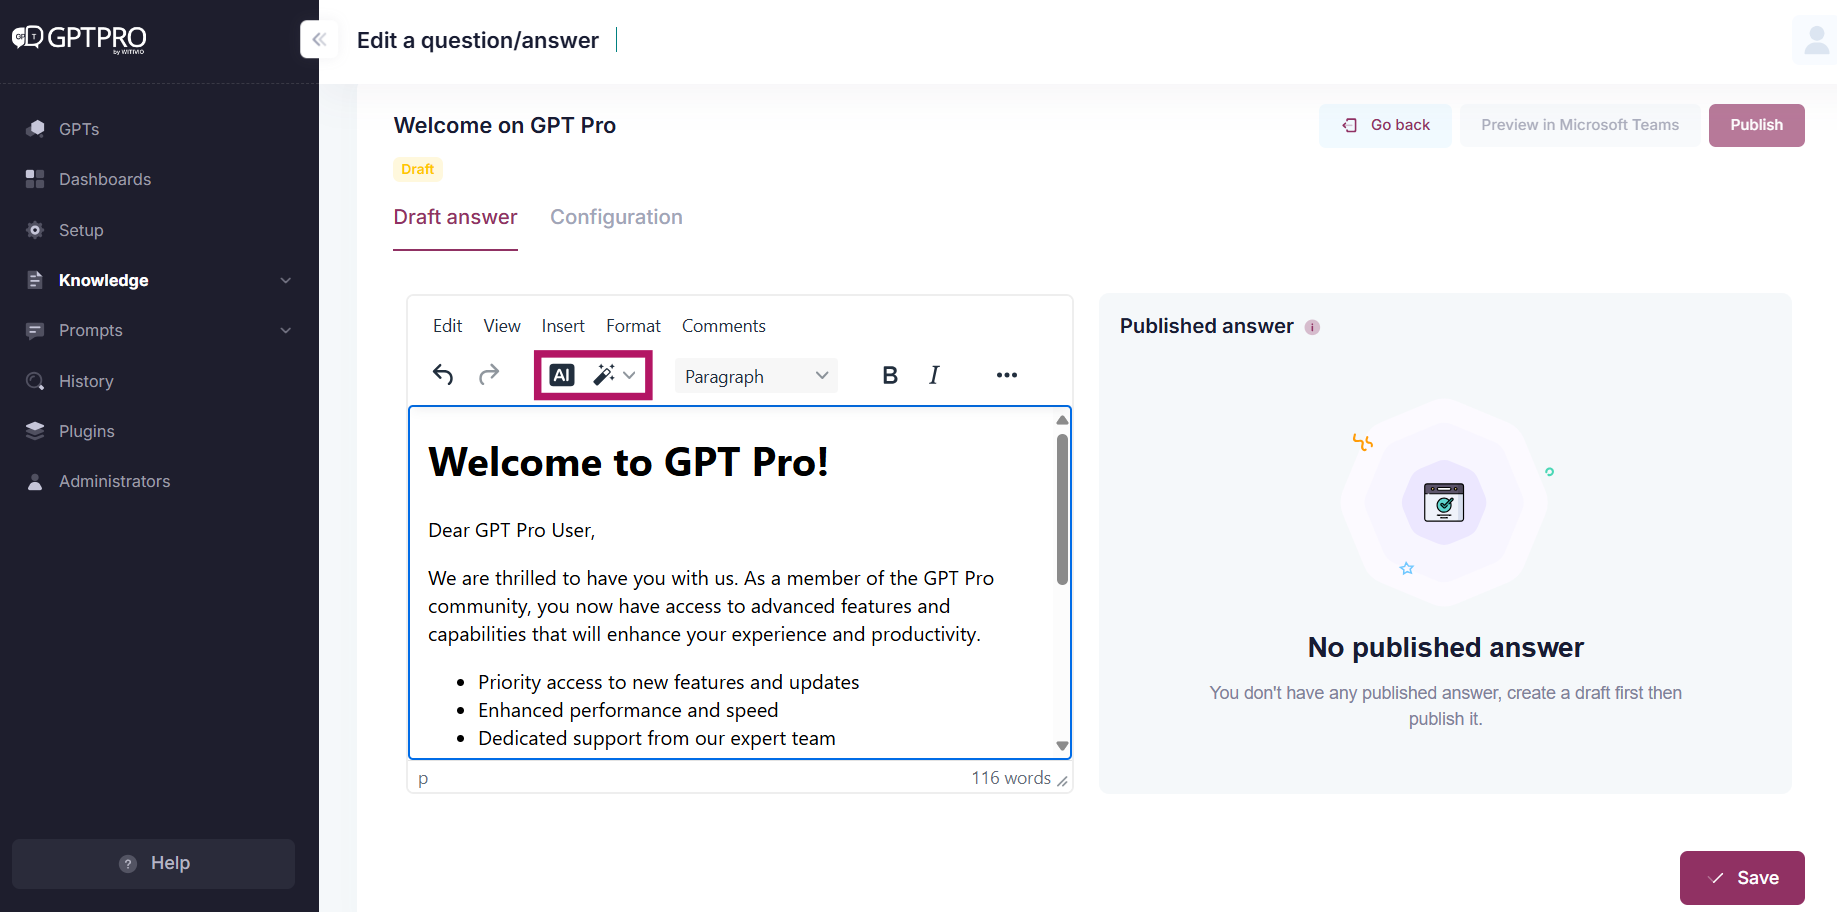 GPTPRO
by WITIVIO
Edit a question/answer
GPTs
Dashboards
Setup
Knowledge
Prompts
History
Plugins
Administrators
Help
Welcome on GPT Pro
Go back
Preview in Microsoft Teams
Publish
Draft
Draft answer
Configuration
Edit View Insert Format Comments
AI
Paragraph
B I
Welcome to GPT Pro!
Dear GPT Pro User,
We are thrilled to have you with us. As a member of the GPT Pro
community, you now have access to advanced features and
capabilities that will enhance your experience and productivity.
• Priority access to new features and updates
• Enhanced performance and speed
• Dedicated support from our expert team
p
116 words
Published answer
No published answer
You don't have any published answer, create a draft first then
publish it.
Save